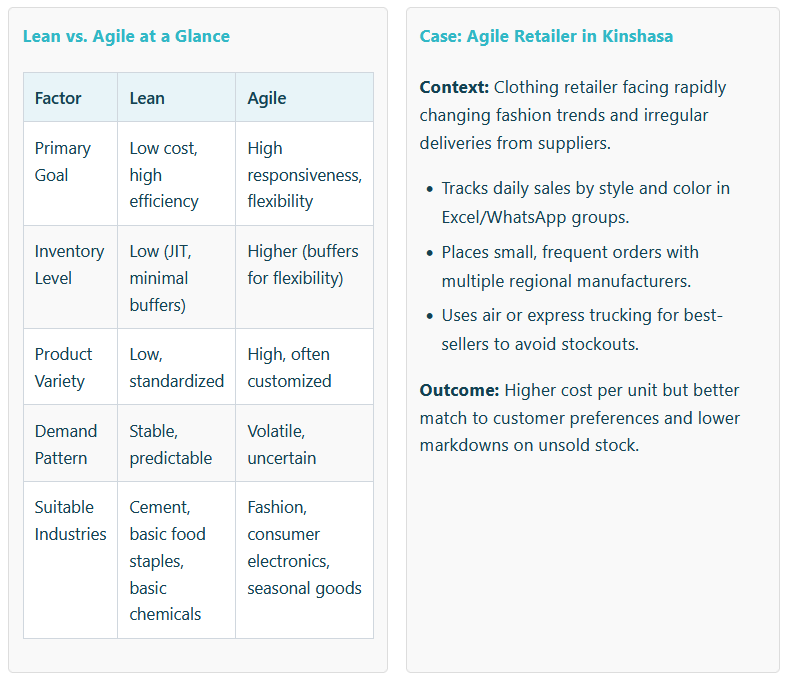 Lean vs. Agile at a Glance
Factor Lean Agile
Primary Goal
Low cost, high efficiency
High responsiveness, flexibility
Inventory Level
Low (JIT, minimal buffers)
Higher (buffers for flexibility)
Product Variety
Low, standardized
High, often customized
Demand Pattern
Stable, predictable
Volatile, uncertain
Suitable Industries
Cement, basic food staples, basic chemicals
Fashion, consumer electronics, seasonal goods
Case: Agile Retailer in Kinshasa
Context: Clothing retailer facing rapidly
changing fashion trends and irregular
deliveries from suppliers.
• Tracks daily sales by style and color in
Excel/WhatsApp groups.
• Places small, frequent orders with
multiple regional manufacturers.
• Uses air or express trucking for best-
sellers to avoid stockouts.
Outcome: Higher cost per unit but better
match to customer preferences and lower
markdowns on unsold stock.